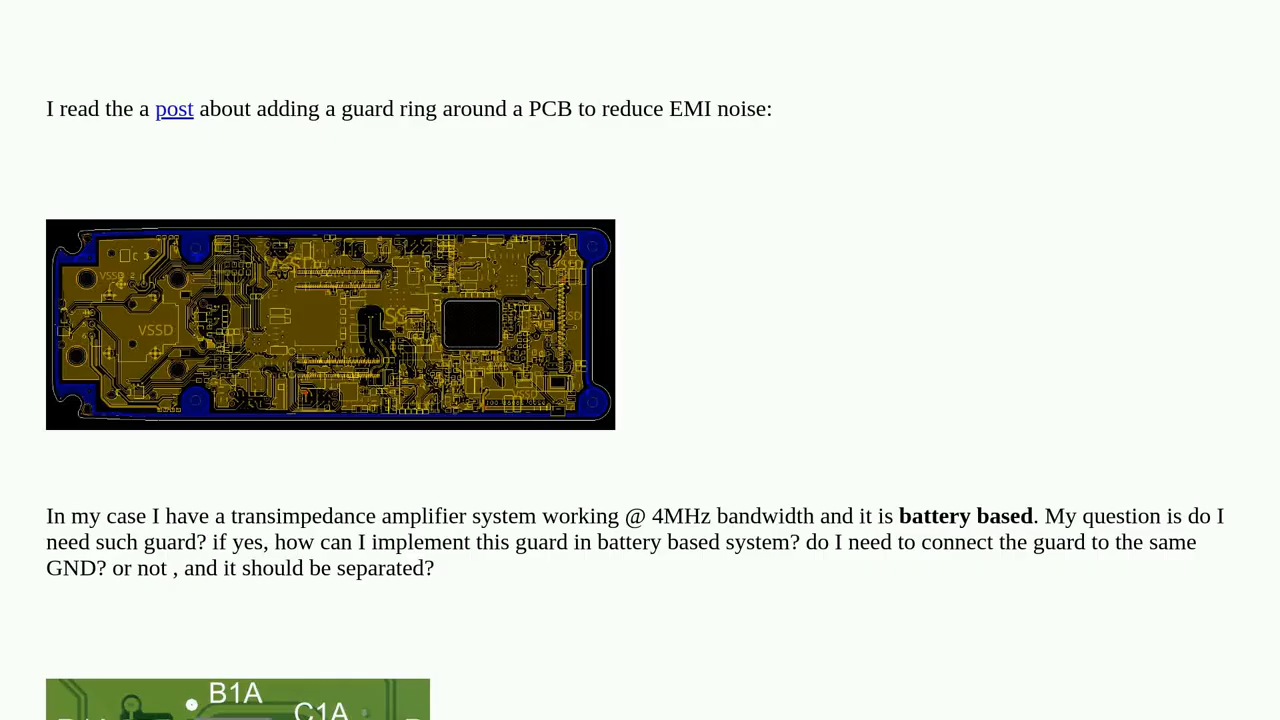 I read the a post about adding a guard ring around a PCB to reduce EMI noise:
VSSD
VSSD
In my case I have a transimpedance amplifier system working @ 4MHz bandwidth and it is battery based. My question is do I
need such guard? if yes, how can I implement this guard in battery based system? do I need to connect the guard to the same
GND? or not , and it should be separated?
B1A
C1A